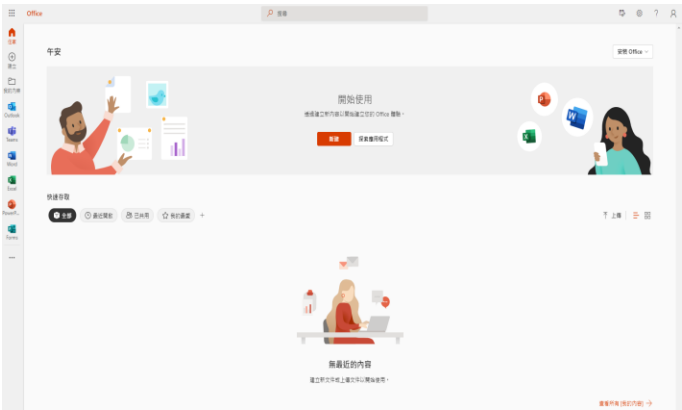 Office
搜尋
首頁
建立
我的內容
Outlook
Teams
Word
Excel
PowerP...
Forms
午安
安裝 Office
開始使用
透過建立新內容以開始建立您的 Office 體驗。
新建
探索應用程式
快速存取
全部
最近開啟
已共用
我的最愛
上傳
無最近的內容
建立新文件或上傳文件以開始使用。
查看所有 [我的內容]